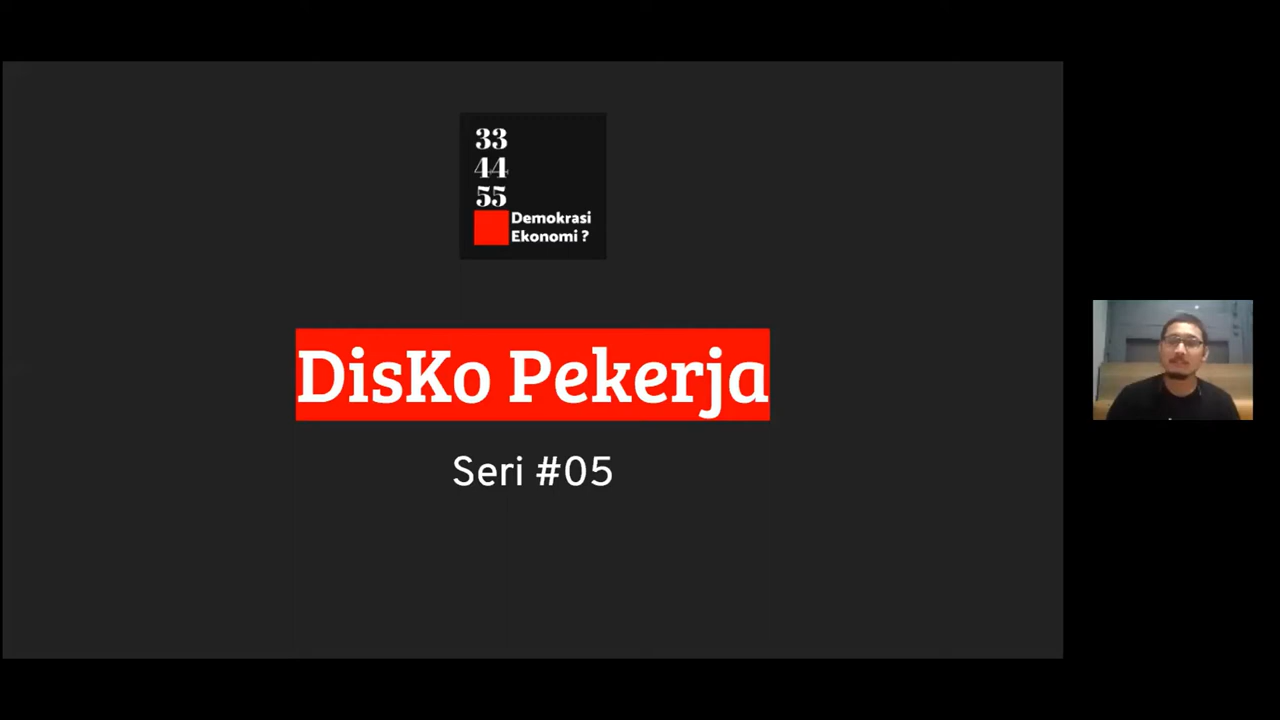 33
44
55
Demokrasi
Ekonomi ?
DisKo Pekerja
Seri #05